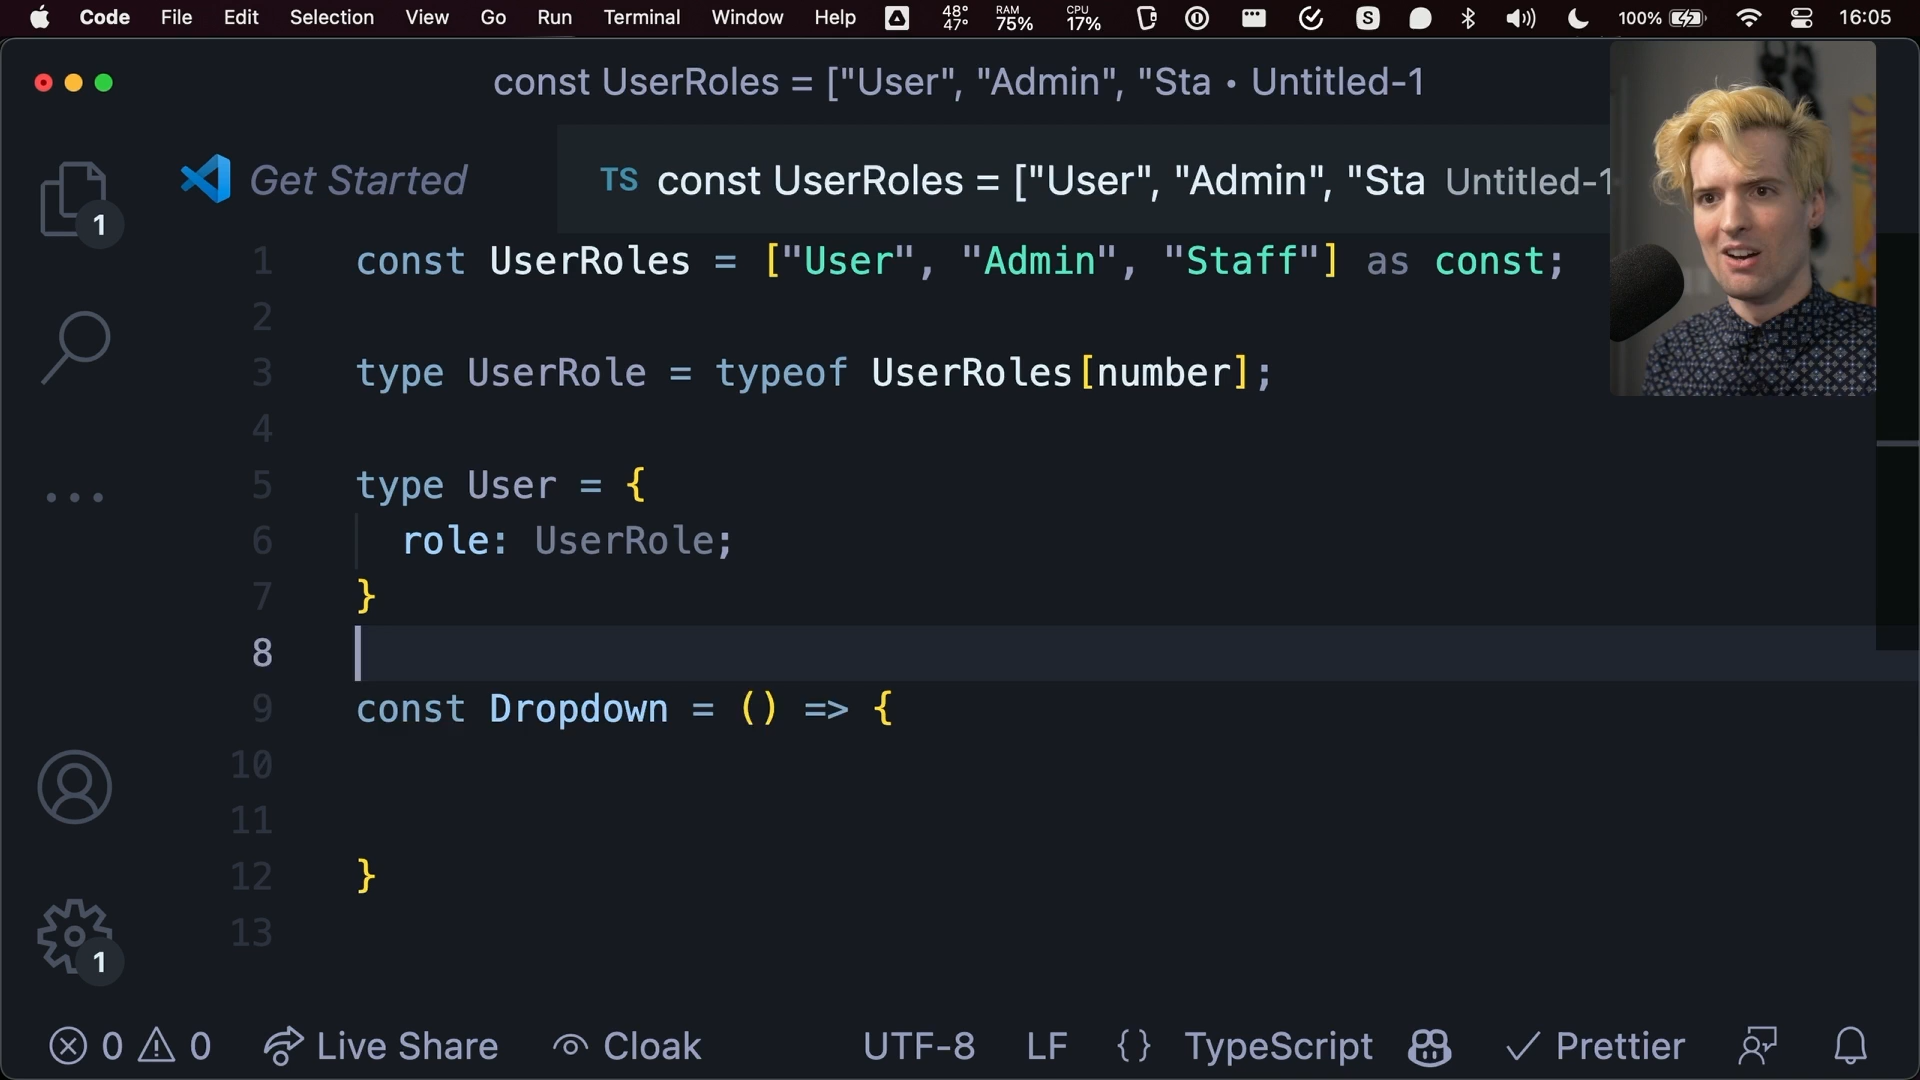 Code File Edit Selection View Go Run Terminal Window Help 48° 47° RAM 75% CPU 17% S 100% 16:05
const UserRoles = ["User", "Admin", "Sta • Untitled-1
Get Started
TS const UserRoles = ["User", "Admin", "Sta Untitled-1
1
1 const UserRoles = ["User", "Admin", "Staff"] as const;
2
3 type UserRole = typeof UserRoles[number];
4
5 type User = {
6 role: UserRole;
7 }
8
9 const Dropdown = () => {
10
11
12 }
13
1
0 0 Live Share Cloak UTF-8 LF {} TypeScript Prettier